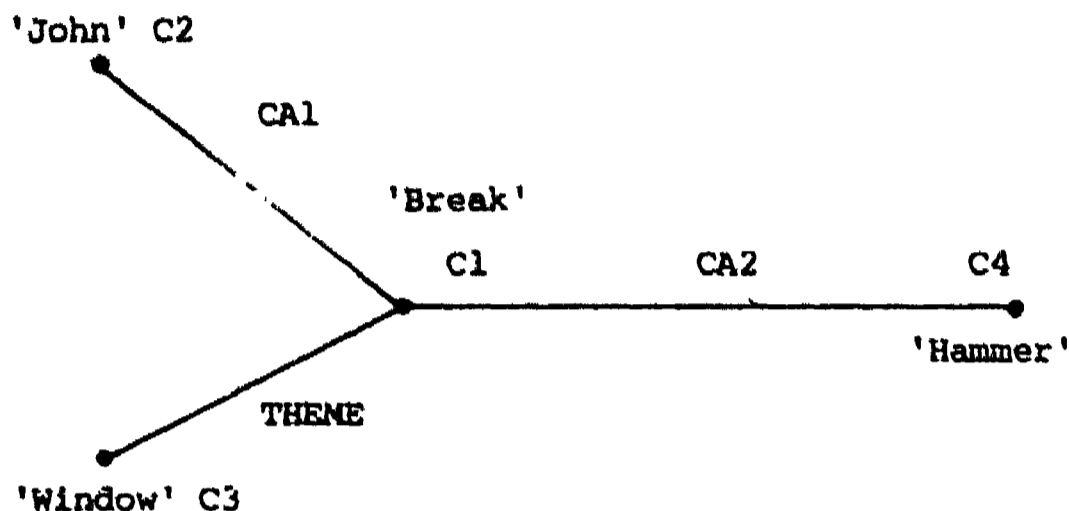 'John' C2
CA1
'Break'
C1 CA2 C4
'Hammer'
THEME
'Window' C3